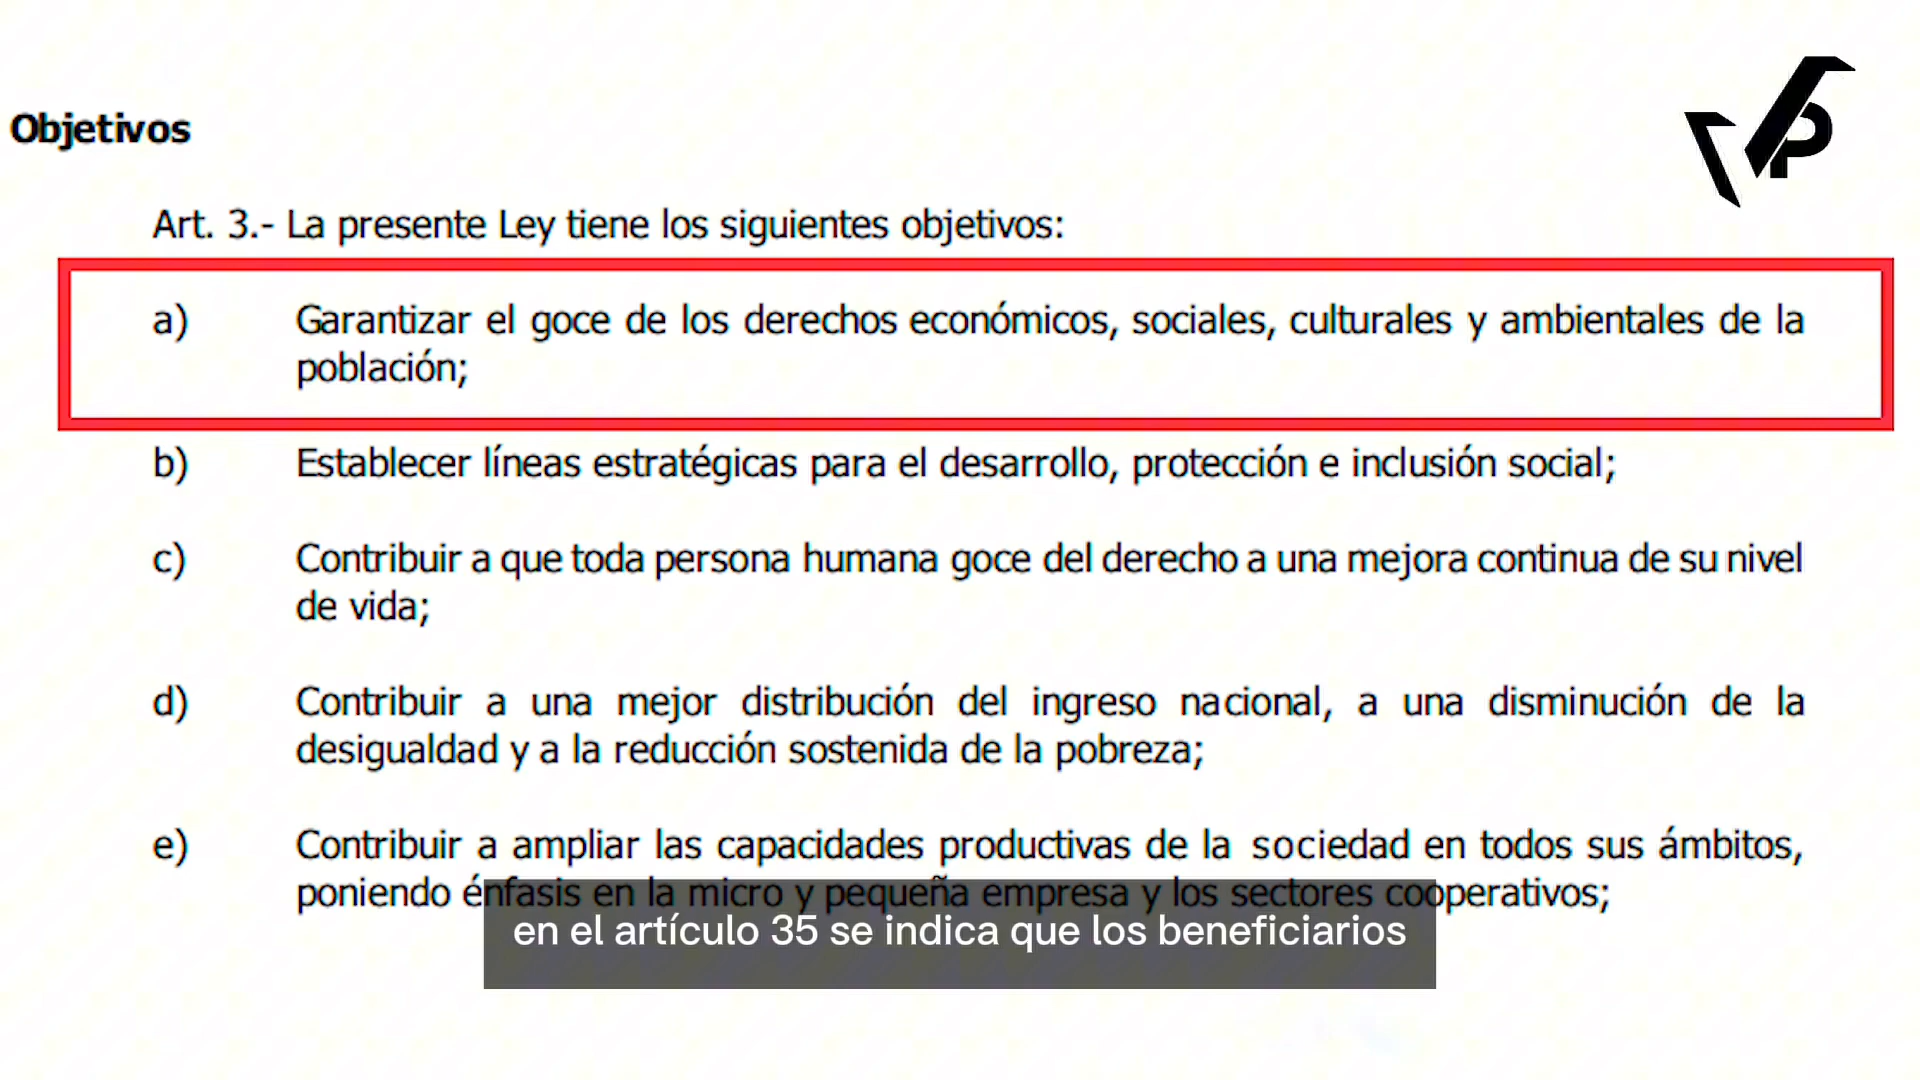 Objetivos
Art. 3.- La presente Ley tiene los siguientes objetivos:
a) Garantizar el goce de los derechos económicos, sociales, culturales y ambientales de la
población;
b) Establecer líneas estratégicas para el desarrollo, protección e inclusión social;
c) Contribuir a que toda persona humana goce del derecho a una mejora continua de su nivel
de vida;
d) Contribuir a una mejor distribución del ingreso nacional, a una disminución de la
desigualdad y a la reducción sostenida de la pobreza;
e) Contribuir a ampliar las capacidades productivas de la sociedad en todos sus ámbitos,
poniendo énfasis en la micro y pequeña empresa y los sectores cooperativos;
en el artículo 35 se indica que los beneficiarios